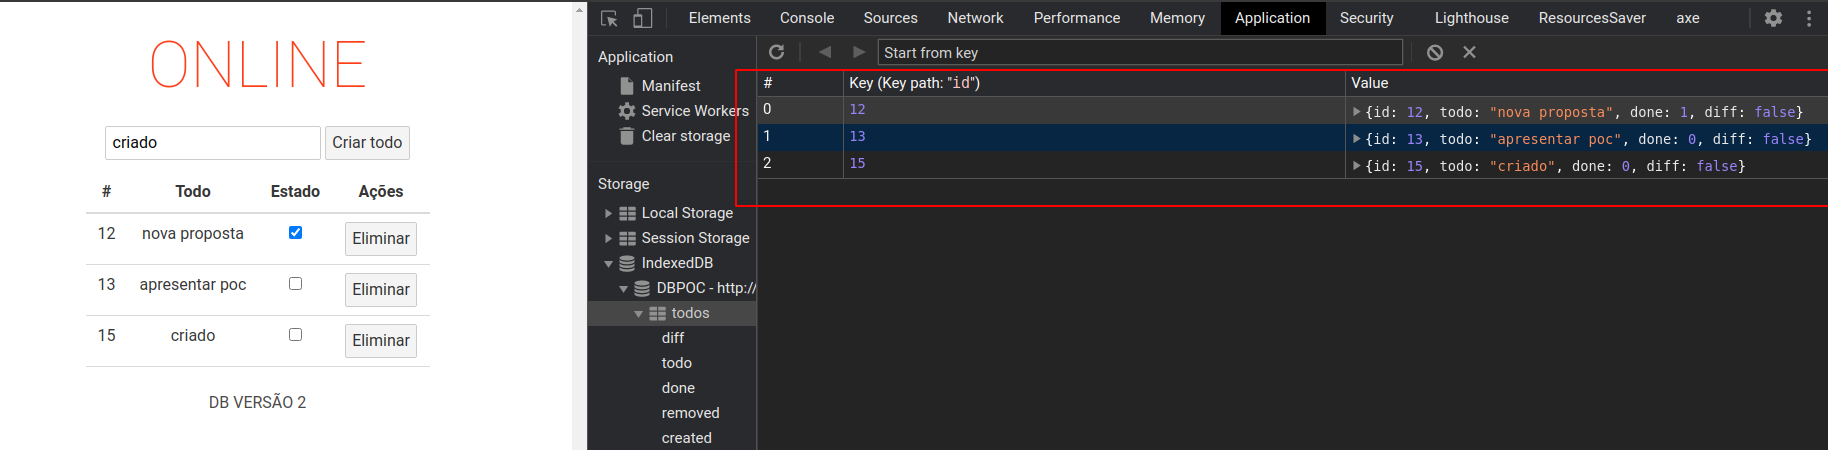 ONLINE
criado Criar todo
# Todo Estado Ações
12 nova proposta Eliminar
13 apresentar poc Eliminar
15 criado Eliminar
DB VERSÃO 2
Elements Console Sources Network Performance Memory Application Security Lighthouse ResourcesSaver axe
Application
Manifest
Service Workers
Clear storage
Storage
Local Storage
Session Storage
IndexedDB
DBPOC - http://
todos
diff
todo
done
removed
created
Start from key
# Key (Key path: "id") Value
0 12 {id: 12, todo: "nova proposta", done: 1, diff: false}
1 13 {id: 13, todo: "apresentar poc", done: 0, diff: false}
2 15 {id: 15, todo: "criado", done: 0, diff: false}